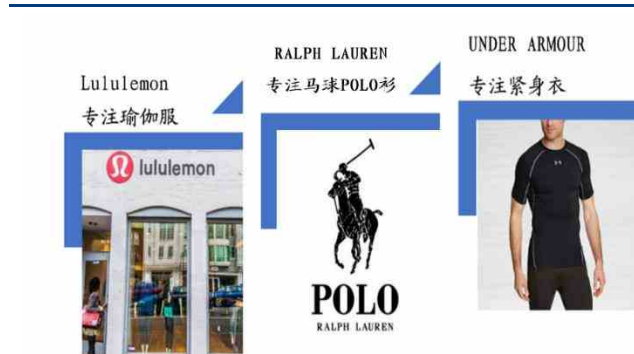 Lululemon
专注瑜伽服
lululemon
RALPH LAUREN
专注马球POLO衫
POLO
RALPH LAUREN
UNDER ARMOUR
专注紧身衣